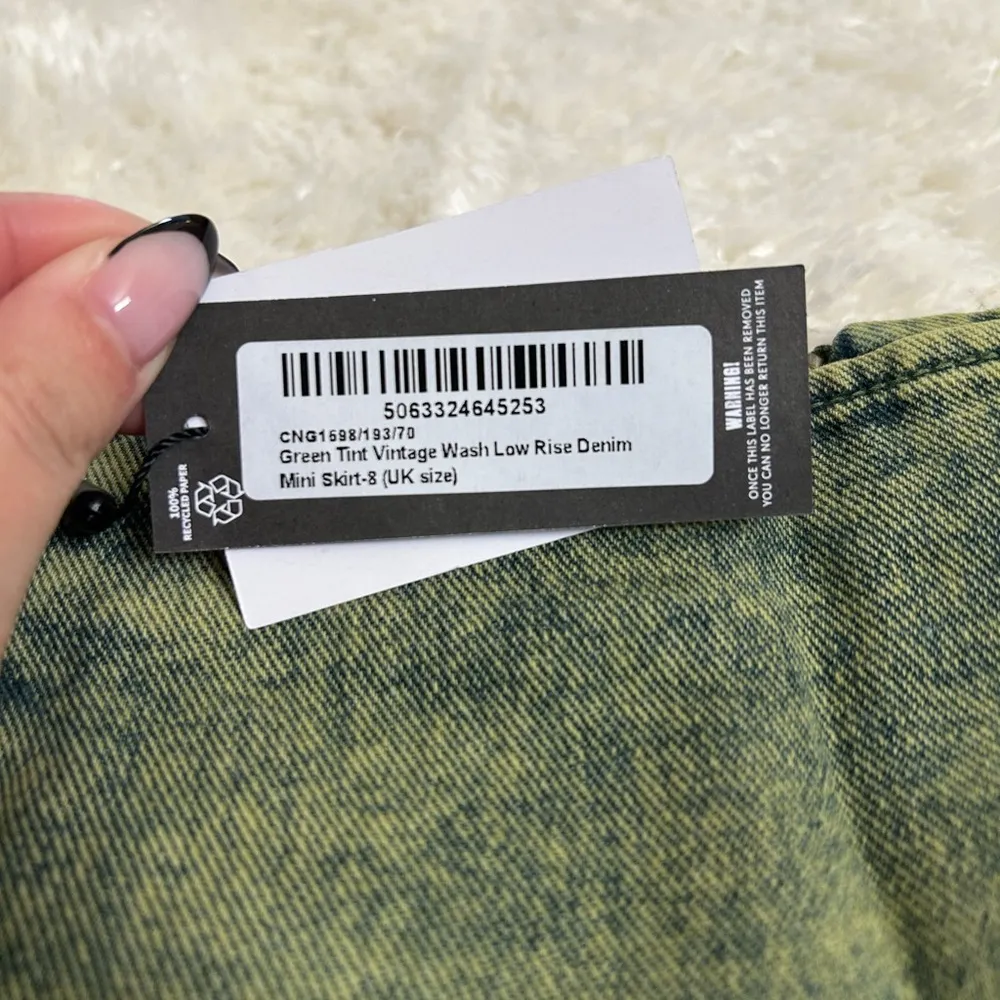 5063324645253
CNG1598/193/70
Green Tint Vintage Wash Low Rise Denim
Mini Skirt-8 (UK size)
100%
RECYCLED PAPER
WARNING!
ONCE THIS LABEL HAS BEEN REMOVED
YOU CAN NO LONGER RETURN THIS ITEM